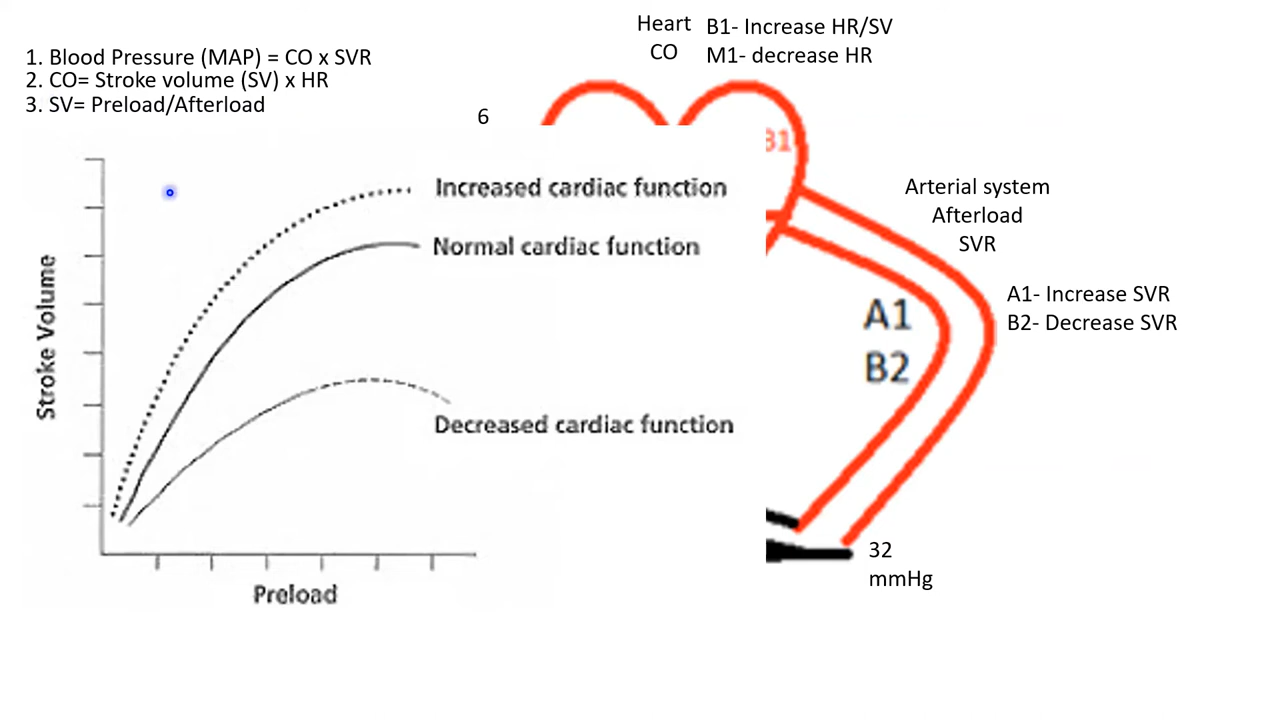 Heart
CO
B1- Increase HR/SV
M1- decrease HR
1. Blood Pressure (MAP) = CO x SVR
2. CO= Stroke volume (SV) x HR
3. SV= Preload/Afterload
6
B1
Increased cardiac function
Normal cardiac function
Decreased cardiac function
Stroke Volume
Preload
Arterial system
Afterload
SVR
A1- Increase SVR
B2- Decrease SVR
A1
B2
32
mmHg